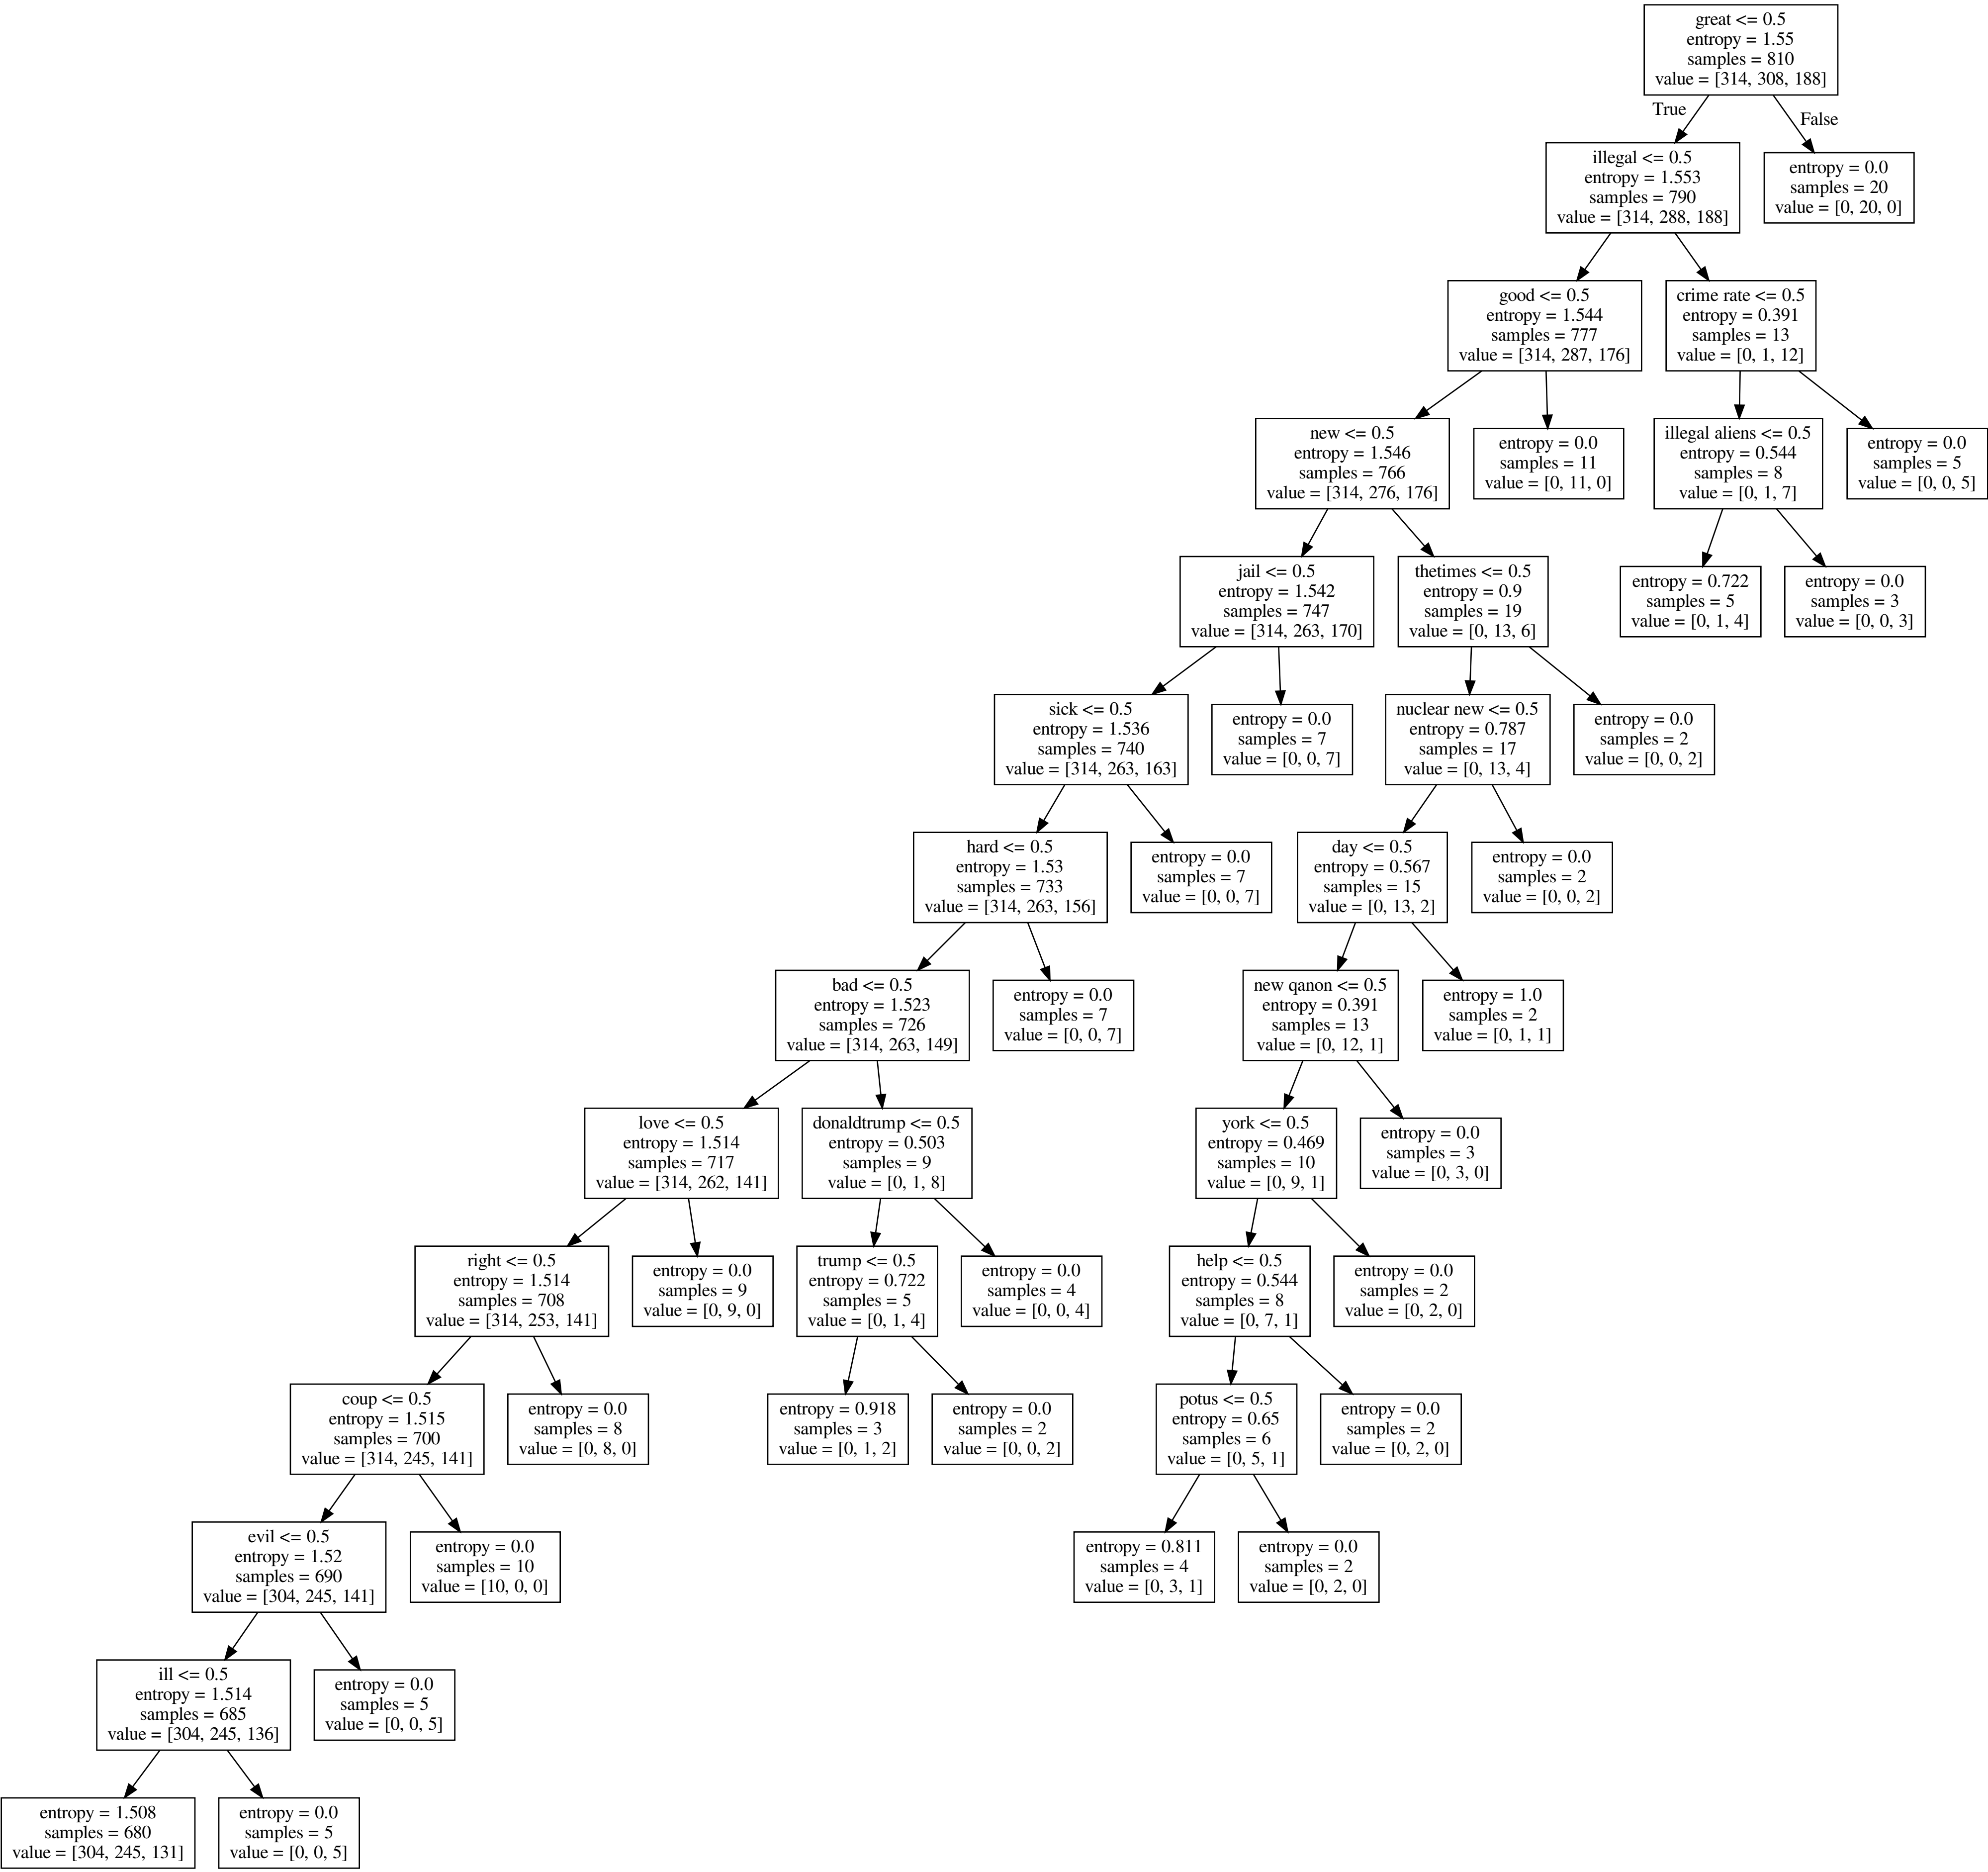 great <= 0.5
entropy = 1.55
samples = 810
value = [314, 308, 188]
True
False
illegal <= 0.5
entropy = 1.553
samples = 790
value = [314, 288, 188]
entropy = 0.0
samples = 20
value = [0, 20, 0]
good <= 0.5
entropy = 1.544
samples = 777
value = [314, 287, 176]
crime rate <= 0.5
entropy = 0.391
samples = 13
value = [0, 1, 12]
new <= 0.5
entropy = 1.546
samples = 766
value = [314, 276, 176]
entropy = 0.0
samples = 11
value = [0, 11, 0]
illegal aliens <= 0.5
entropy = 0.544
samples = 8
value = [0, 1, 7]
entropy = 0.0
samples = 5
value = [0, 0, 5]
jail <= 0.5
entropy = 1.542
samples = 747
value = [314, 263, 170]
thetimes <= 0.5
entropy = 0.9
samples = 19
value = [0, 13, 6]
entropy = 0.722
samples = 5
value = [0, 1, 4]
entropy = 0.0
samples = 3
value = [0, 0, 3]
sick <= 0.5
entropy = 1.536
samples = 740
value = [314, 263, 163]
entropy = 0.0
samples = 7
value = [0, 0, 7]
nuclear new <= 0.5
entropy = 0.787
samples = 17
value = [0, 13, 4]
entropy = 0.0
samples = 2
value = [0, 0, 2]
hard <= 0.5
entropy = 1.53
samples = 733
value = [314, 263, 156]
entropy = 0.0
samples = 7
value = [0, 0, 7]
day <= 0.5
entropy = 0.567
samples = 15
value = [0, 13, 2]
entropy = 0.0
samples = 2
value = [0, 0, 2]
bad <= 0.5
entropy = 1.523
samples = 726
value = [314, 263, 149]
entropy = 0.0
samples = 7
value = [0, 0, 7]
new qanon <= 0.5
entropy = 0.391
samples = 13
value = [0, 12, 1]
entropy = 1.0
samples = 2
value = [0, 1, 1]
love <= 0.5
entropy = 1.514
samples = 717
value = [314, 262, 141]
donaldtrump <= 0.5
entropy = 0.503
samples = 9
value = [0, 1, 8]
york <= 0.5
entropy = 0.469
samples = 10
value = [0, 9, 1]
entropy = 0.0
samples = 3
value = [0, 3, 0]
right <= 0.5
entropy = 1.514
samples = 708
value = [314, 253, 141]
entropy = 0.0
samples = 9
value = [0, 9, 0]
trump <= 0.5
entropy = 0.722
samples = 5
value = [0, 1, 4]
entropy = 0.0
samples = 4
value = [0, 0, 4]
help <= 0.5
entropy = 0.544
samples = 8
value = [0, 7, 1]
entropy = 0.0
samples = 2
value = [0, 2, 0]
coup <= 0.5
entropy = 1.515
samples = 700
value = [314, 245, 141]
entropy = 0.0
samples = 8
value = [0, 8, 0]
entropy = 0.918
samples = 3
value = [0, 1, 2]
entropy = 0.0
samples = 2
value = [0, 0, 2]
potus <= 0.5
entropy = 0.65
samples = 6
value = [0, 5, 1]
entropy = 0.0
samples = 2
value = [0, 2, 0]
evil <= 0.5
entropy = 1.52
samples = 690
value = [304, 245, 141]
entropy = 0.0
samples = 10
value = [10, 0, 0]
entropy = 0.811
samples = 4
value = [0, 3, 1]
entropy = 0.0
samples = 2
value = [0, 2, 0]
ill <= 0.5
entropy = 1.514
samples = 685
value = [304, 245, 136]
entropy = 0.0
samples = 5
value = [0, 0, 5]
entropy = 1.508
samples = 680
value = [304, 245, 131]
entropy = 0.0
samples = 5
value = [0, 0, 5]